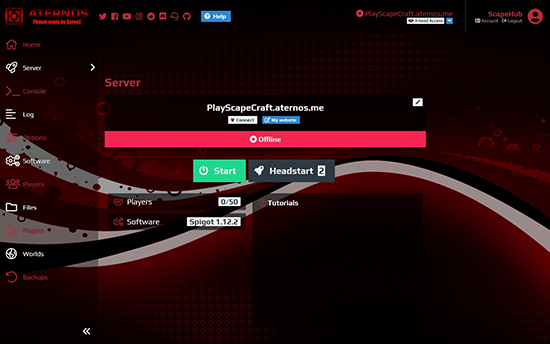 ATERNOS
Theme made by ScreaZ
Help
PlayScapeCraft.aternos.me
Friend Access
ScapeHub
Account Logout
Home
Server
Console
Log
Options
Software
Players
Files
Plugins
Worlds
Backups
Server
PlayScapeCraft.aternos.me
Connect
My website
Offline
Start
Headstart 2
Players 0/50
Software Spigot 1.12.2
Tutorials